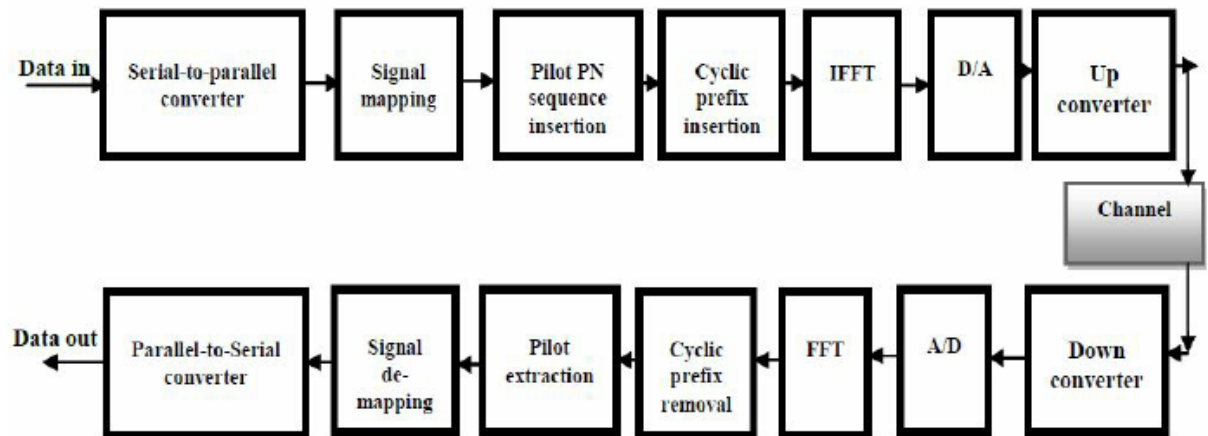 Data in
Serial-to-parallel
converter
Signal
mapping
Pilot PN
sequence
insertion
Cyclic
prefix
insertion
IFFT
D/A
Up
converter
Channel
Down
converter
A/D
FFT
Cyclic
prefix
removal
Pilot
extraction
Signal
de-
mapping
Parallel-to-Serial
converter
Data out